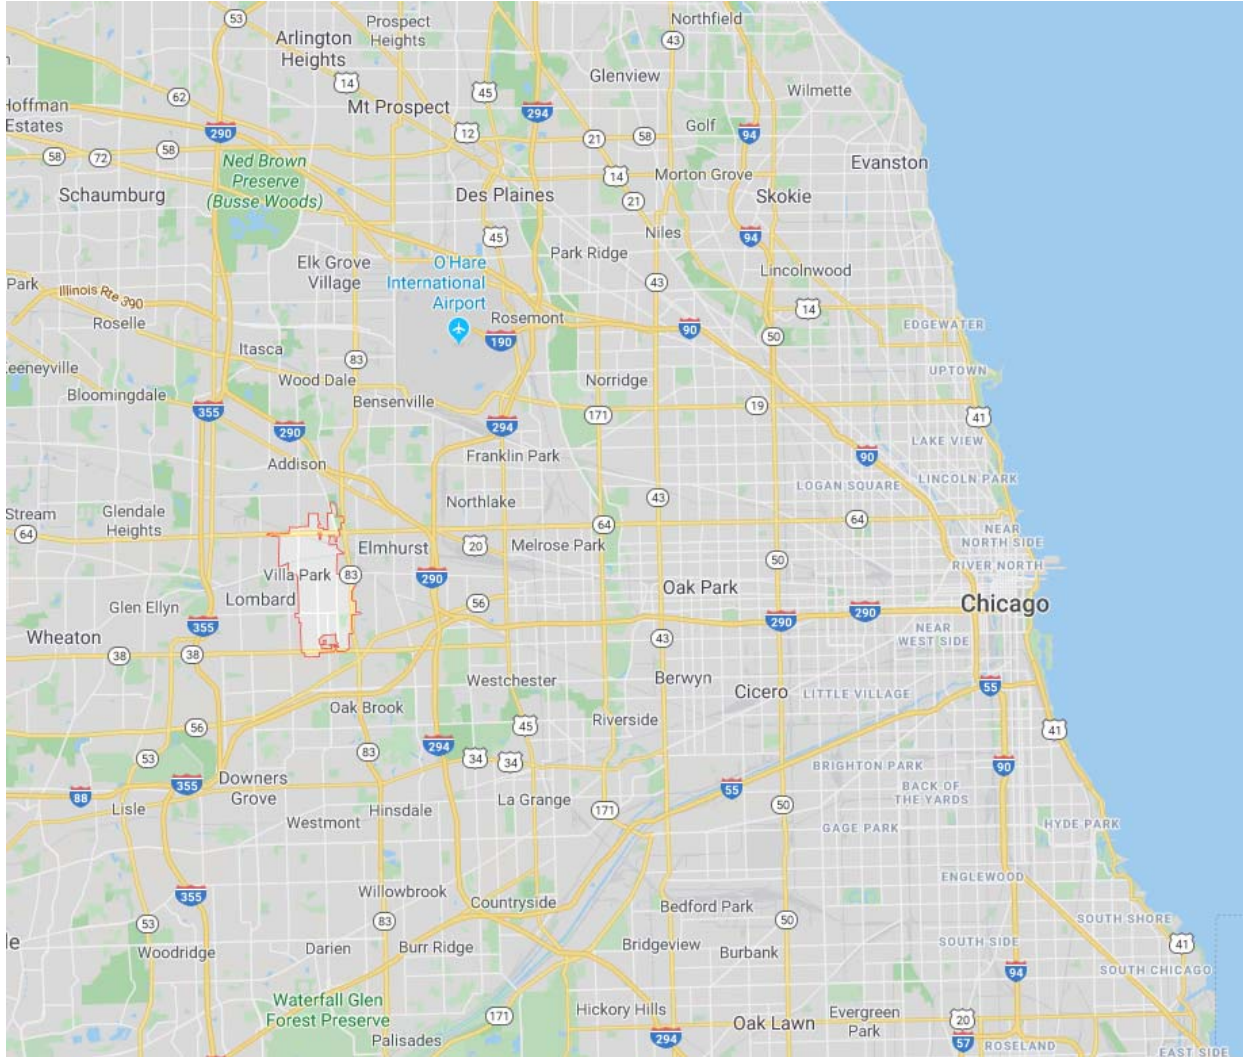 53
Prospect
Heights
Northfield
Arlington
Heights
43
14
Glenview
45
Wilmette
62
Mt Prospect
Hoffman
Estates
294
290
12
21
58
Golf
94
58
72
58
Ned Brown
Preserve
(Busse Woods)
14
Morton Grove
Evanston
Schaumburg
Des Plaines
21
Skokie
45
Niles
94
Park Ridge
Elk Grove
Village
O'Hare
International
Airport
Lincolnwood
Park
Illinois Rte 390
43
14
Roselle
Rosemont
90
EDGEWATER
190
50
Itasca
83
UPTOWN
Wood Dale
Norridge
Bloomingdale
Bensenville
355
171
19
41
290
294
LAKE VIEW
Addison
Franklin Park
90
LOGAN SQUARE
LINCOLN PARK
Northlake
43
Stream
Glendale
Heights
64
64
64
NEAR
NORTH SIDE
Elmhurst
20
Melrose Park
50
RIVER NORTH
Villa Park
83
290
Oak Park
Glen Ellyn
Lombard
56
Chicago
355
290
290
Wheaton
43
NEAR
WEST SIDE
38
38
Westchester
Berwyn
Cicero
LITTLE VILLAGE
55
Oak Brook
56
45
Riverside
41
53
83
294
34
34
BRIGHTON PARK
90
355
Downers
Grove
55
BACK OF
THE YARDS
88
Lisle
Hinsdale
La Grange
171
50
Westmont
GAGE PARK
HYDE PARK
355
Willowbrook
Countryside
ENGLEWOOD
53
83
Bedford Park
50
SOUTH SHORE
le
Woodridge
Darien
Burr Ridge
Bridgeview
Burbank
SOUTH SIDE
41
94
SOUTH CHICAGO
Waterfall Glen
Forest Preserve
171
Hickory Hills
Evergreen
Park
Oak Lawn
20
Palisades
294
57
ROSELAND
EAST SIDE